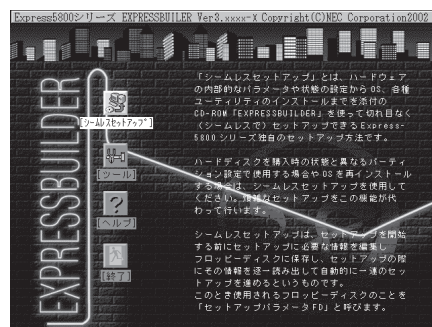 Express5800シリーズ EXPRESSBUILER Ver3.xxxx-X Copyright(C)NEC Corporation2002
EXPRESSBUILDER
[シームレスセットアップ]
[ツール]
[ヘルプ]
[終了]
「シームレスセットアップ」とは、ハードウェア
の内部的なパラメータや状態の設定からOS、各種
ユーティリティのインストールまでを添付の
CD-ROM「EXPRESSBUILDER」を使って切れ目なく
(シームレスで)セットアップできるExpress-
5800シリーズ独自のセットアップ方法です。
ハードディスクを購入時の状態と異なるパーティ
ション設定で使用する場合やOSを再インストール
する場合は、シームレスセットアップを使用して
ください。煩雑なセットアップをこの機能が代
わって行います。
シームレスセットアップは、セットアップを開始
する前にセットアップに必要な情報を編集し
フロッピーディスクに保存し、セットアップの際
にその情報を逐一読み出して自動的に一連のセッ
トアップを進めるというものです。
このとき使用されるフロッピーディスクのことを
「セットアップパラメータFD」と呼びます。